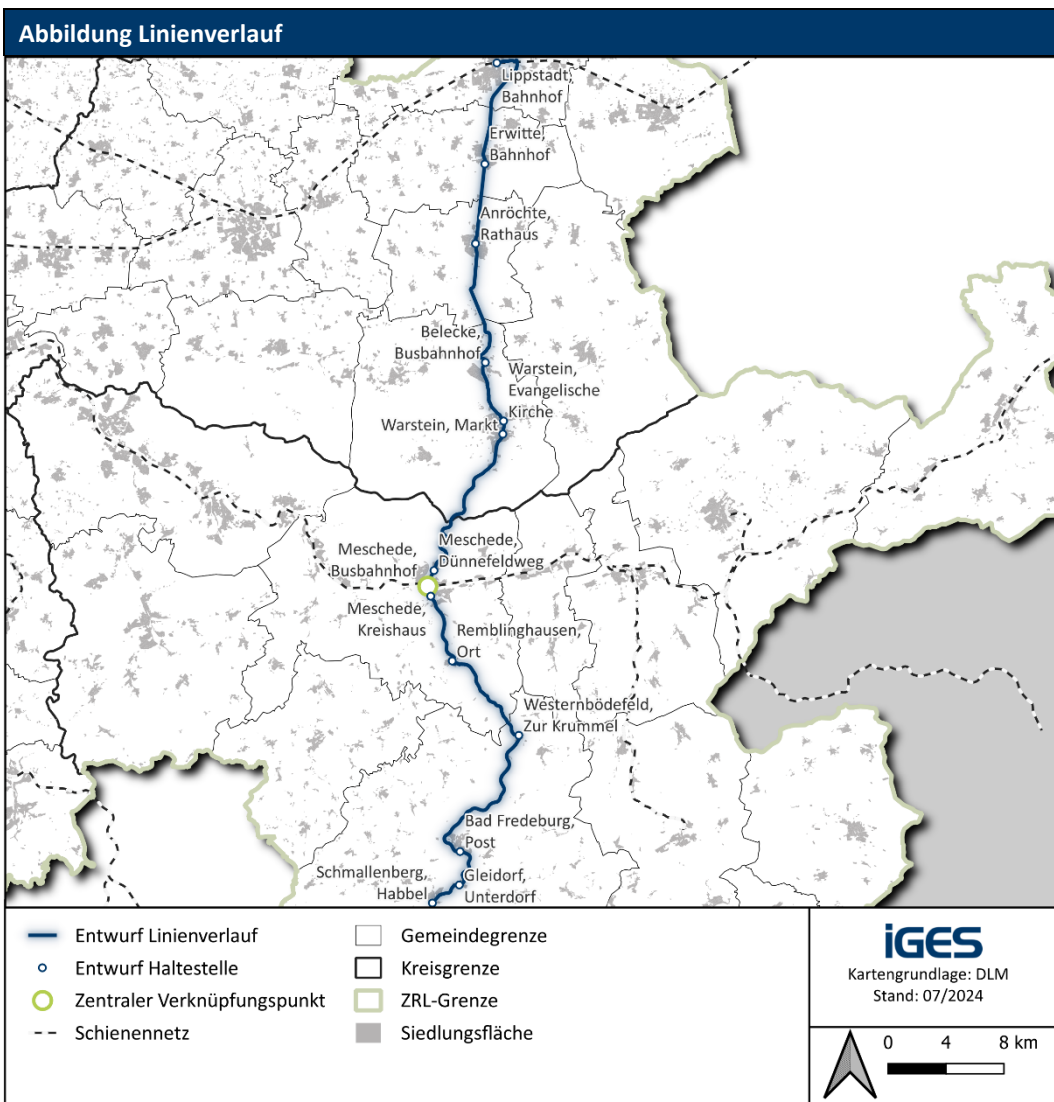 Abbildung Linienverlauf
Lippstadt,
Bahnhof
Erwitte,
Bahnhof
Anröchte,
Rathaus
Belecke,
Busbahnhof
Warstein,
Evangelische
Kirche
Warstein, Markt
Meschede,
Dünnefeldweg
Meschede,
Busbahnhof
Meschede,
Kreishaus
Remblinghausen,
Ort
Westernbödefeld,
Zur Krummel
Bad Fredeburg,
Post
Schmallenberg,
Habbel
Gleidorf,
Unterdorf
Entwurf Linienverlauf
Entwurf Haltestelle
Zentraler Verknüpfungspunkt
Schienennetz
Gemeindegrenze
Kreisgrenze
ZRL-Grenze
Siedlungsfläche
iGES
Kartengrundlage: DLM
Stand: 07/2024
0 4 8 km